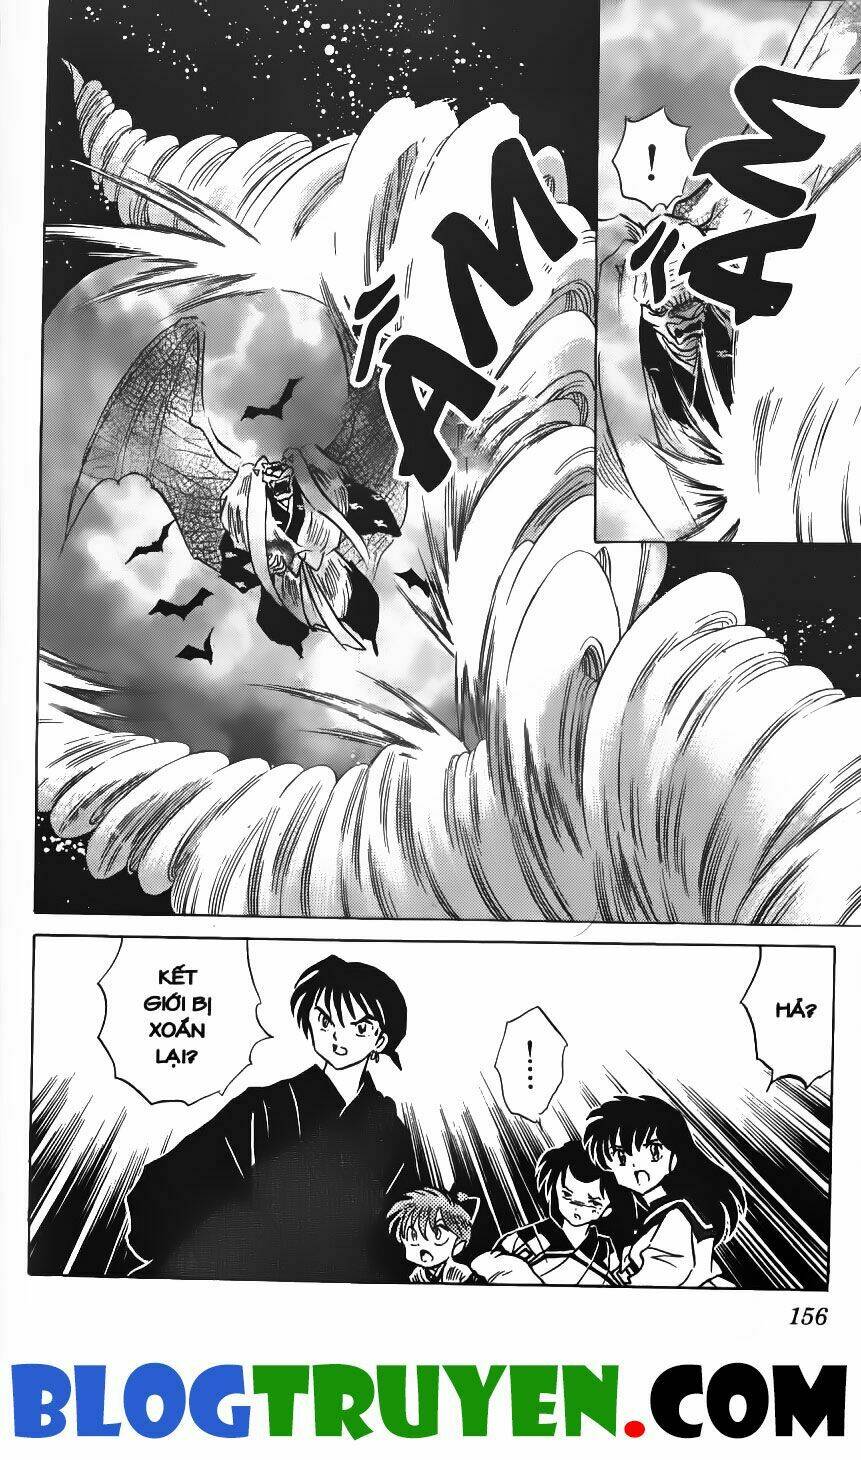 !
ẦM
ẦM
HẢ?
!...
KẾT
GIỚI BỊ
XOẮN
LẠI?
156
BLOGTRUYEN.COM